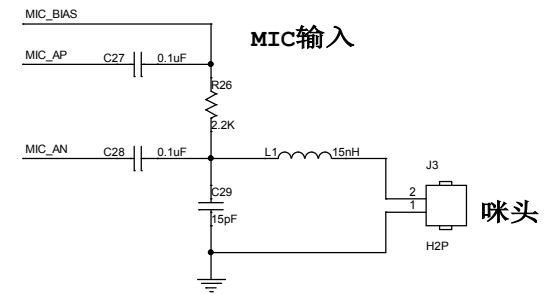 MIC_BIAS
MIC输入
MIC_AP
C27
0.1uF
R26
2.2K
MIC_AN
C28
0.1uF
L1
15nH
J3
C29
2
1
咪头
15pF
H2P